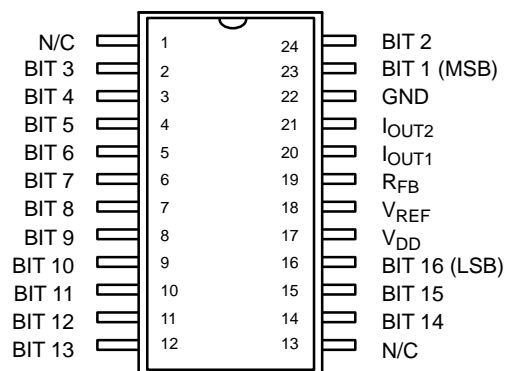 N/C 1 24 BIT 2
BIT 3 2 23 BIT 1 (MSB)
BIT 4 3 22 GND
BIT 5 4 21 IOUT2
BIT 6 5 20 IOUT1
BIT 7 6 19 RFB
BIT 8 7 18 VREF
BIT 9 8 17 VDD
BIT 10 9 16 BIT 16 (LSB)
BIT 11 10 15 BIT 15
BIT 12 11 14 BIT 14
BIT 13 12 13 N/C